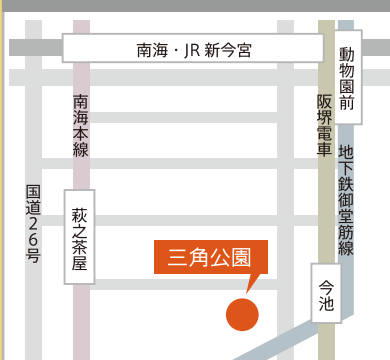 南海・JR 新今宮
動物園前
南海本線
阪堺電車
地下鉄御堂筋線
国道26号
萩之茶屋
三角公園
今池